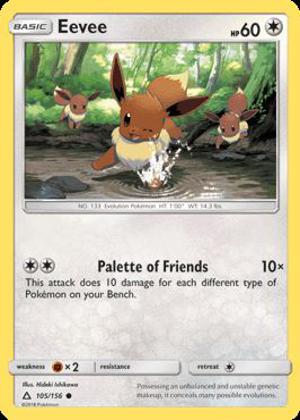 BASIC Eevee HP60
NO. 133 Evolution Pokémon HT: 1'00" WT: 14.3 lbs.
Palette of Friends 10×
This attack does 10 damage for each different type of
Pokémon on your Bench.
weakness ×2 resistance retreat
Illus. Hideki Ishikawa
105/156
©2018 Pokémon
Possessing an unbalanced and unstable genetic
makeup, it conceals many possible evolutions.